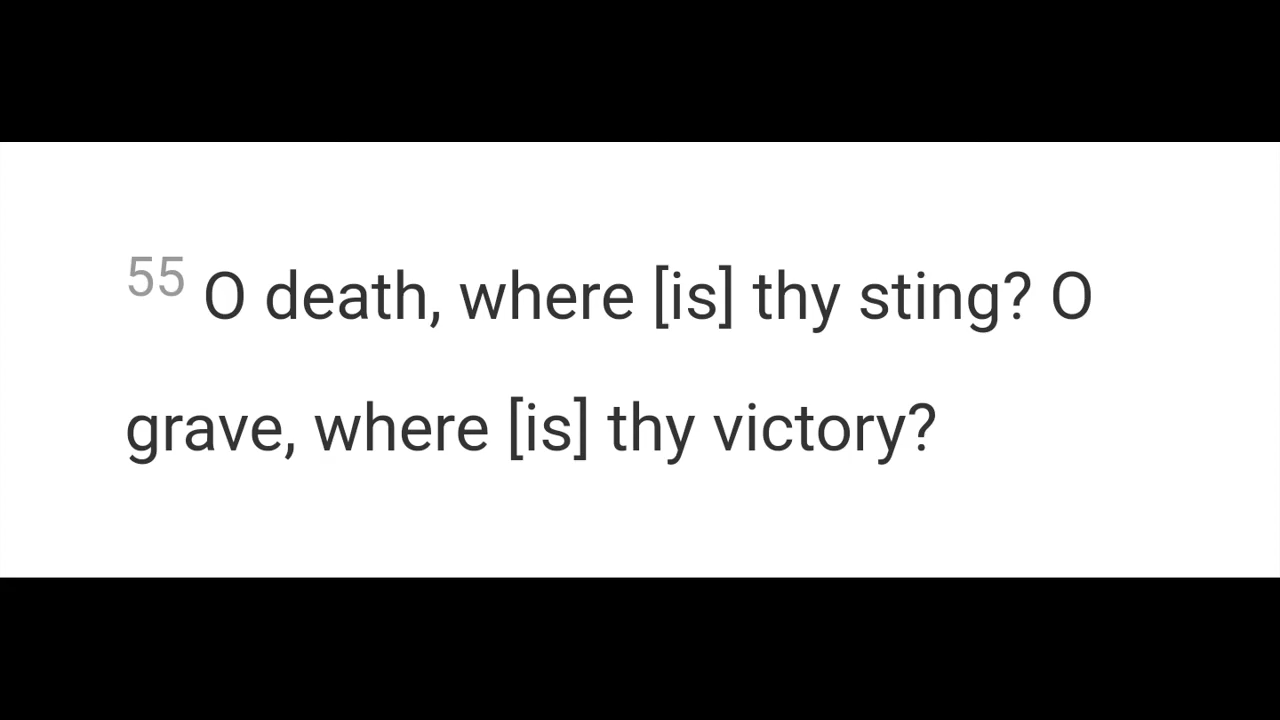 55 O death, where [is] thy sting? O
grave, where [is] thy victory?